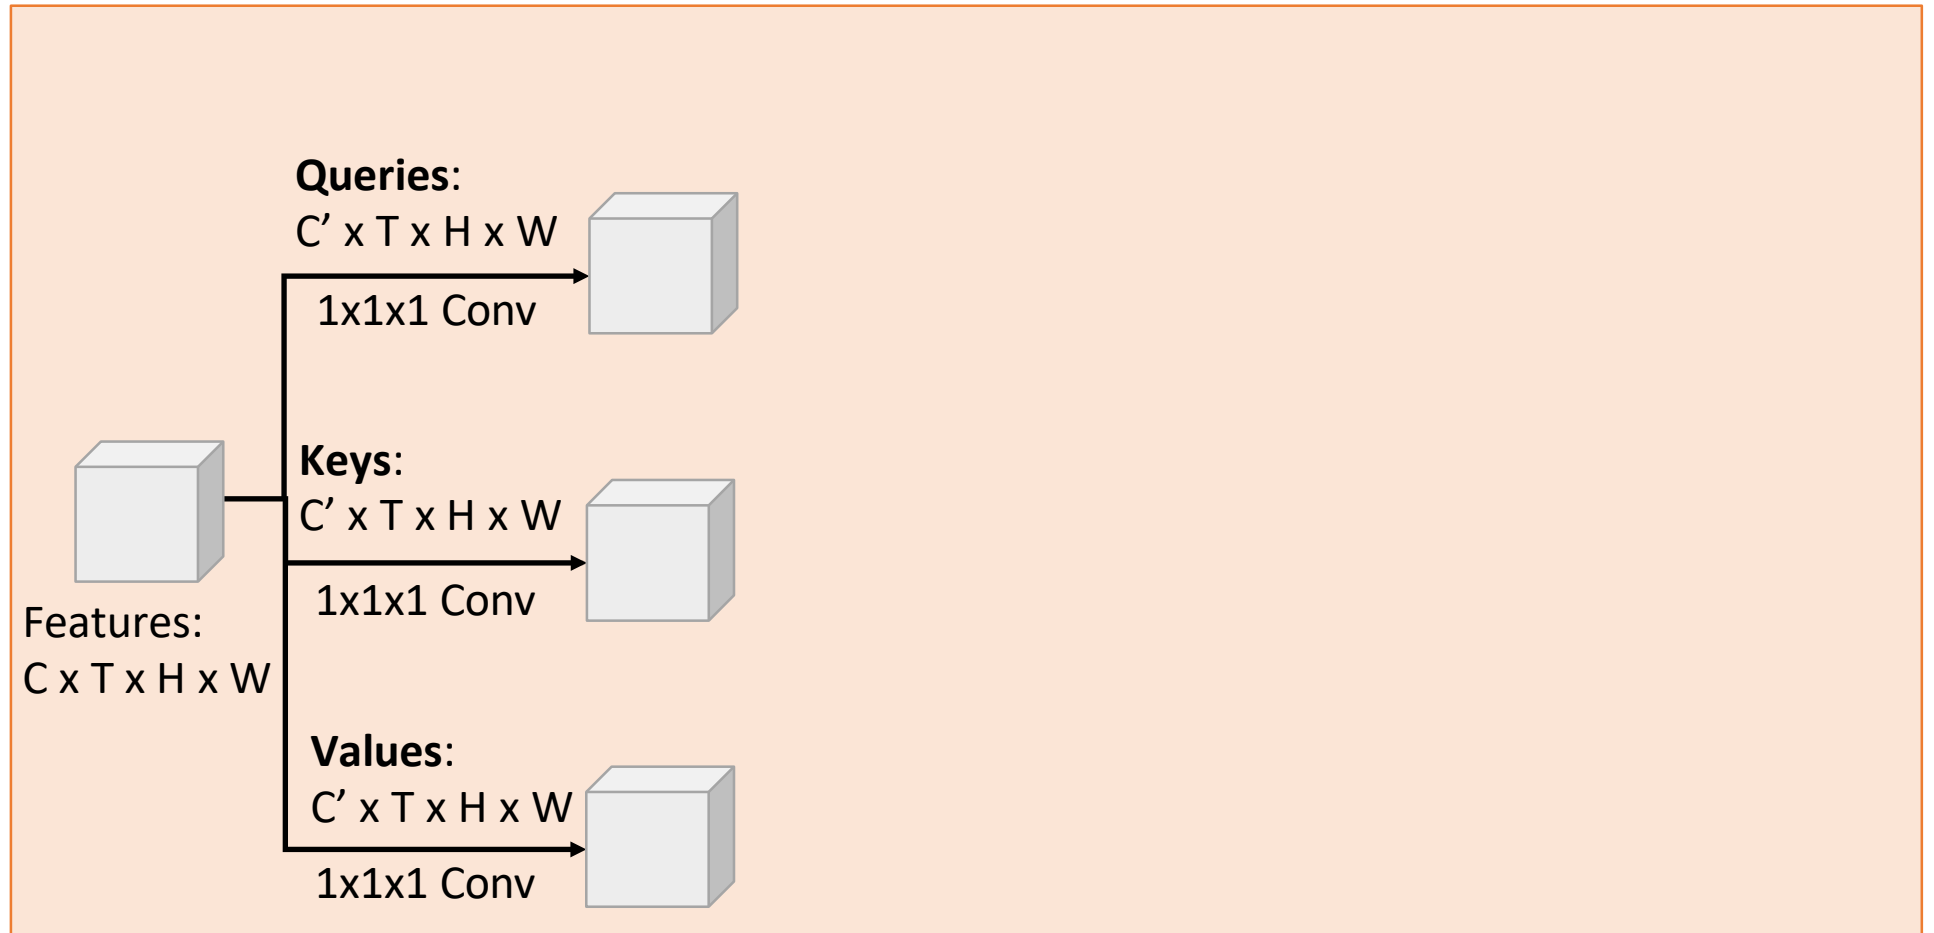 Queries:
C’ x T x H x W
1x1x1 Conv
Keys:
C’ x T x H x W
1x1x1 Conv
Features:
C x T x H x W
Values:
C’ x T x H x W
1x1x1 Conv